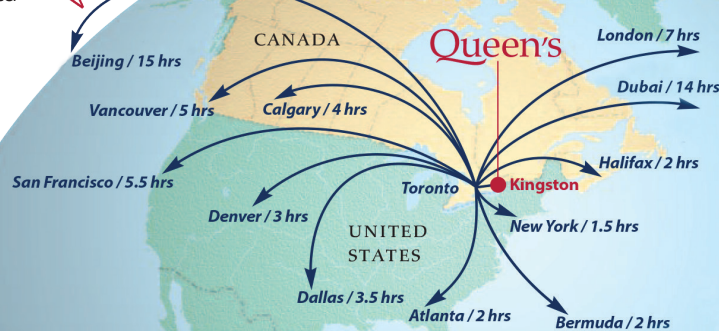 CANADA
Queen's
London / 7 hrs
Beijing / 15 hrs
Dubai / 14 hrs
Vancouver / 5 hrs
Calgary / 4 hrs
Halifax / 2 hrs
San Francisco / 5.5 hrs
Toronto
Kingston
Denver / 3 hrs
New York / 1.5 hrs
UNITED
STATES
Dallas / 3.5 hrs
Atlanta / 2 hrs
Bermuda / 2 hrs